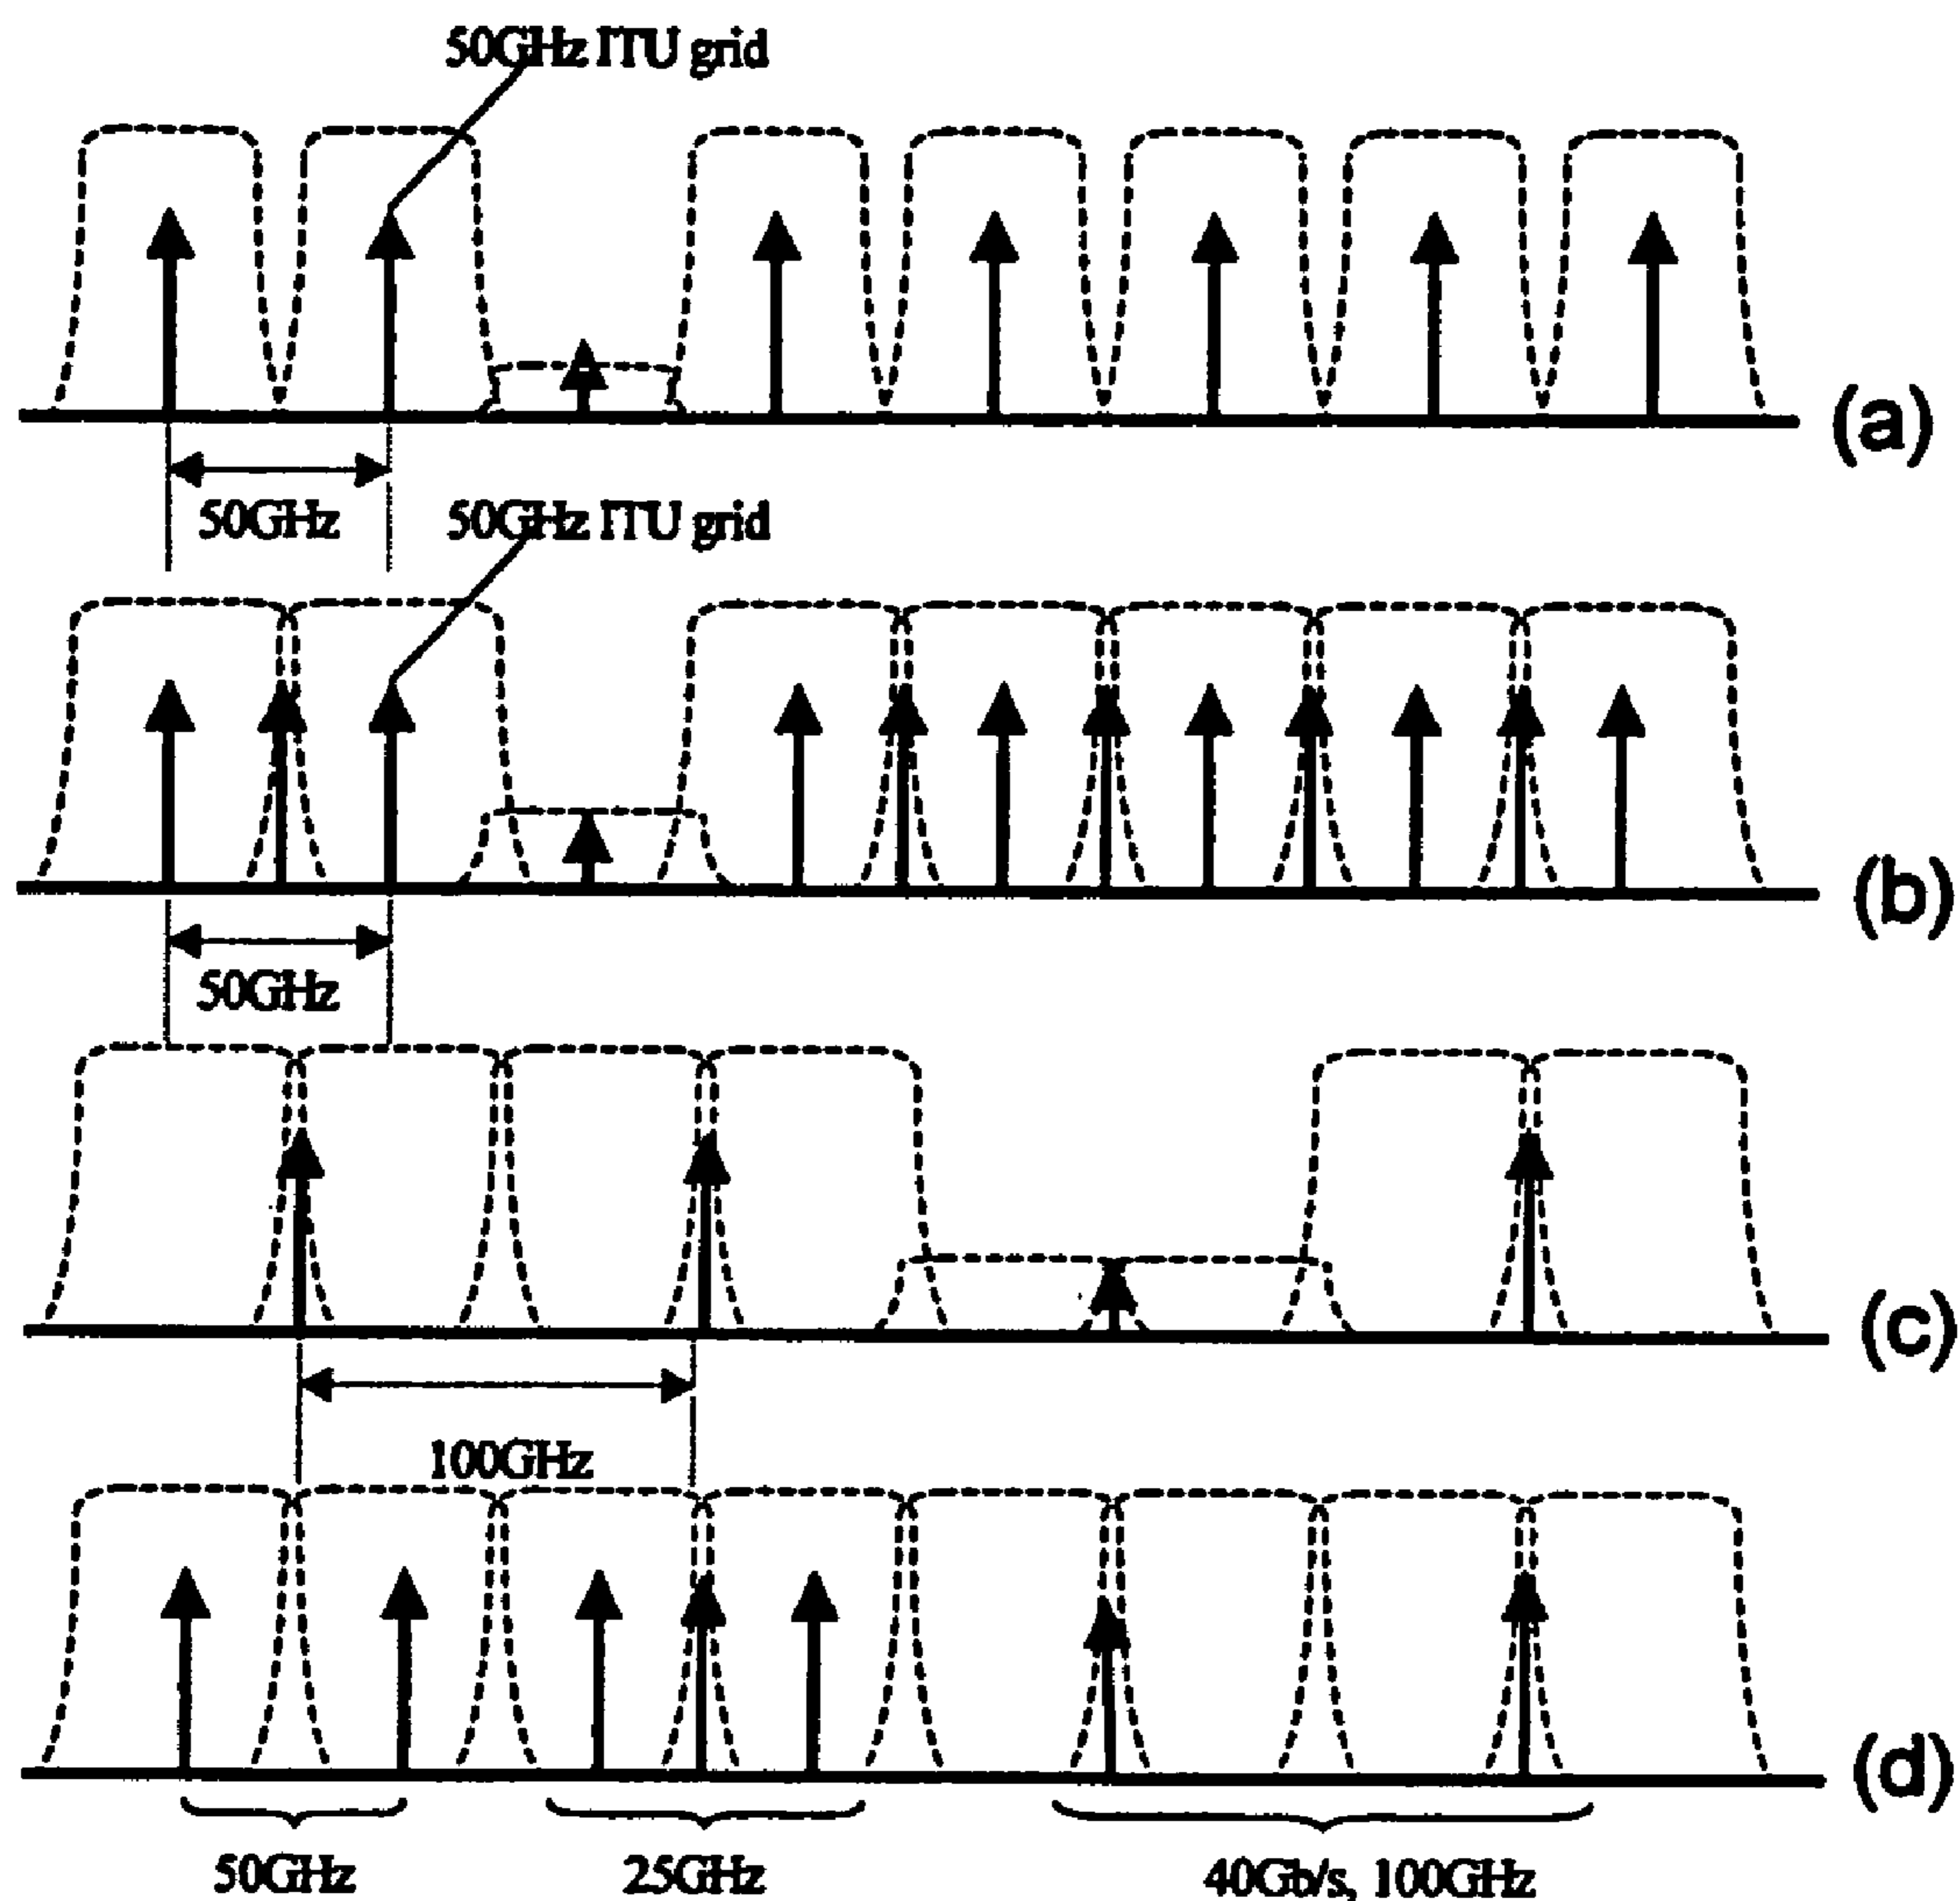 50GHz ITU grid
(a)
50GHz
50GHz ITU grid
(b)
50GHz
(c)
100GHz
(d)
50GHz
25GHz
40Gb/s, 100GHz